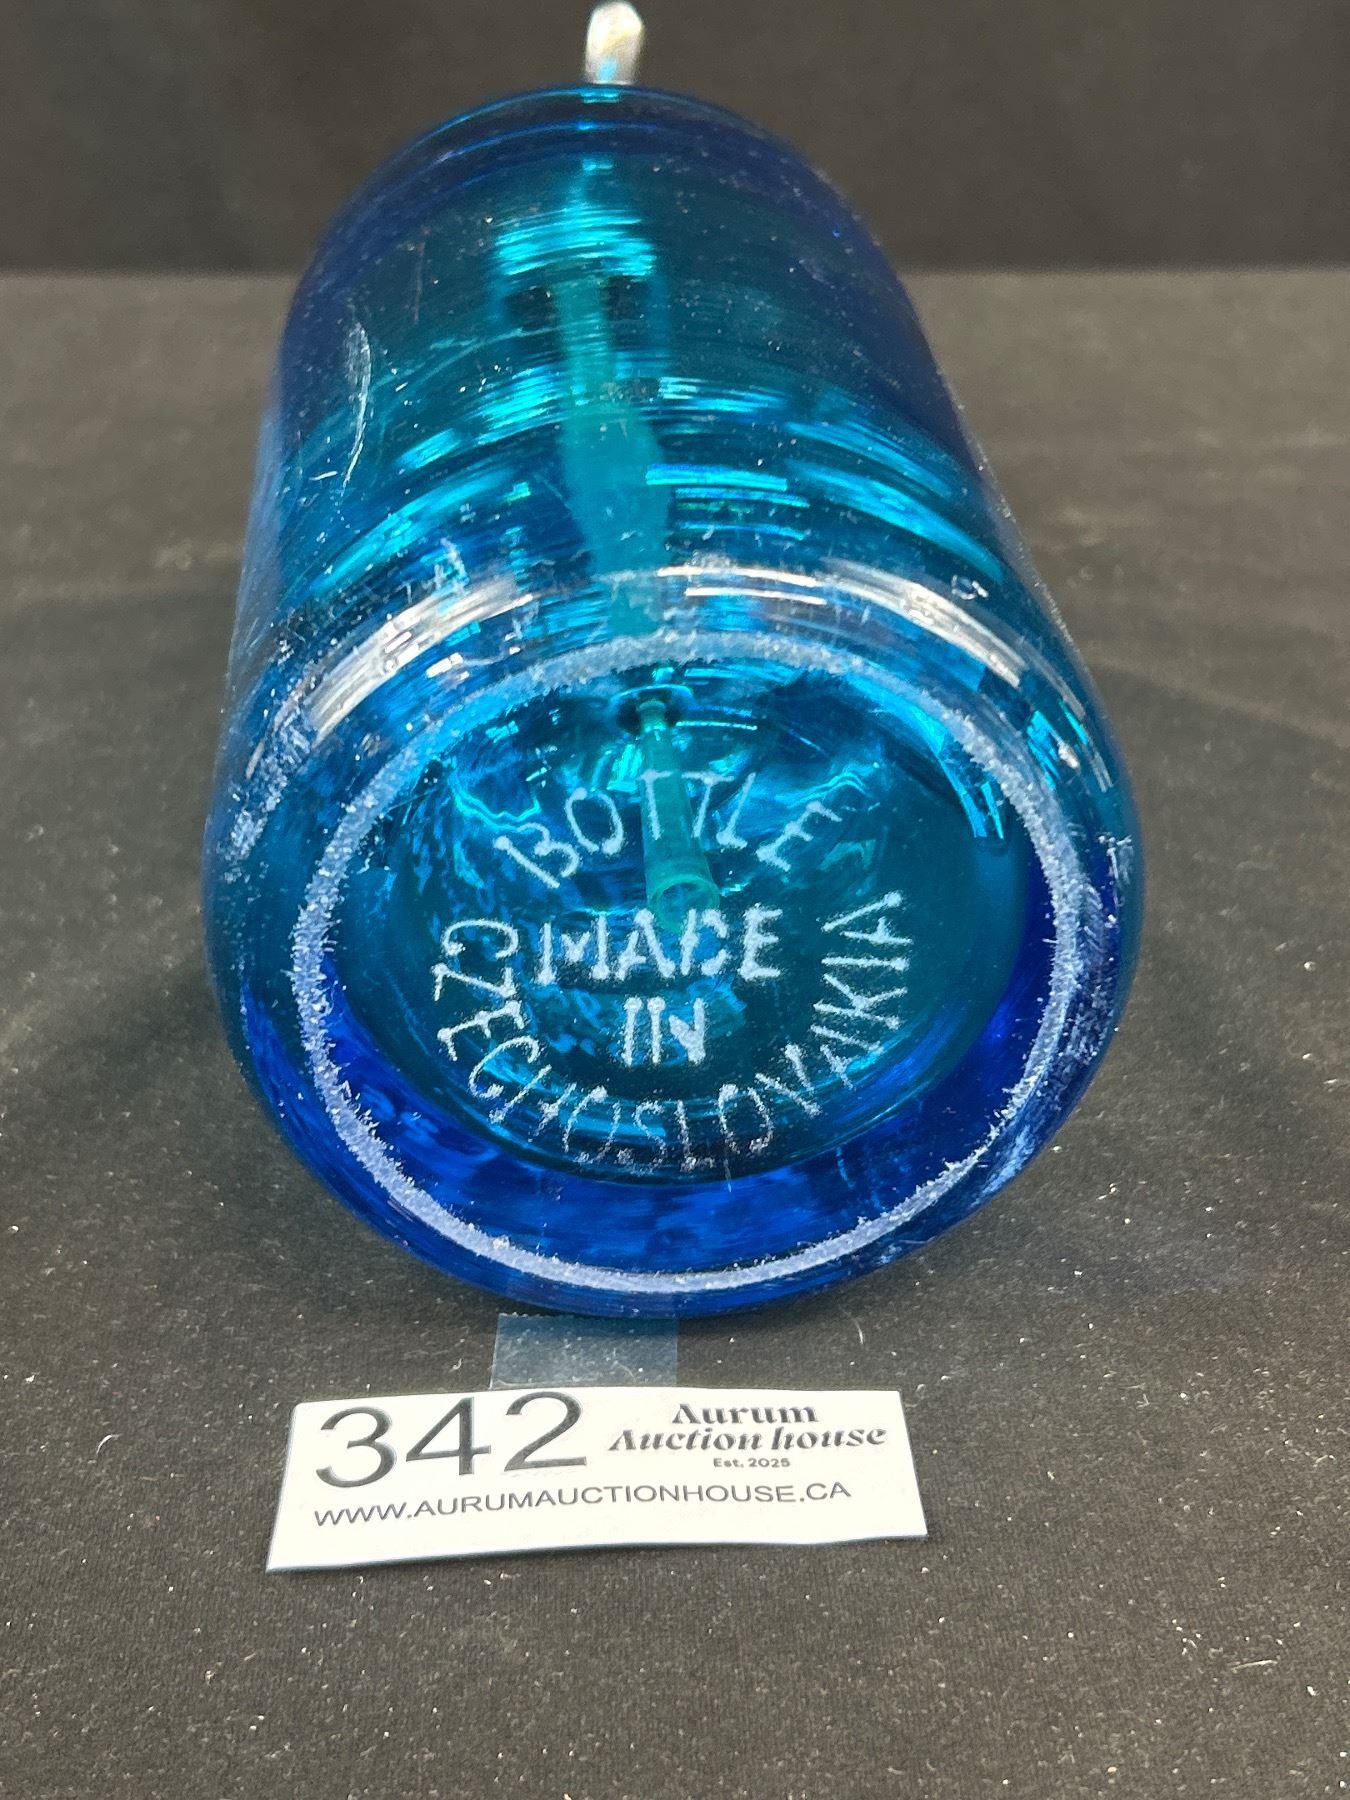 BOTTLE
MADE
IN
CZECHOSLOVAKIA
342
Aurum
Auction house
Est. 2025
WWW.AURUMAUCTIONHOUSE.CA